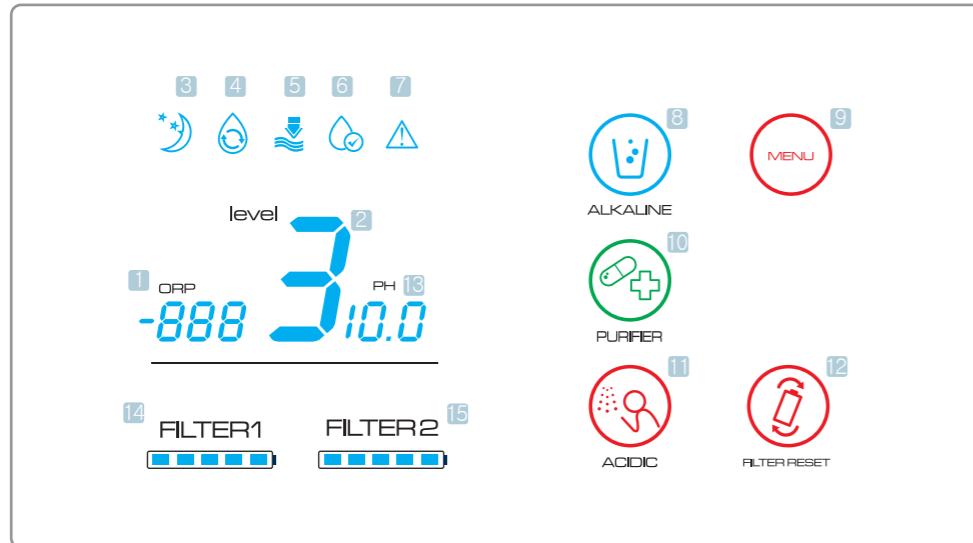 3 4 5 6 7
8 9
MENU
ALKALINE
level 3 2
10
1 ORP PH 13
-888 10.0
PURIFIER
11 12
14 FILTER1 FILTER2 15
ACIDIC FILTER RESET